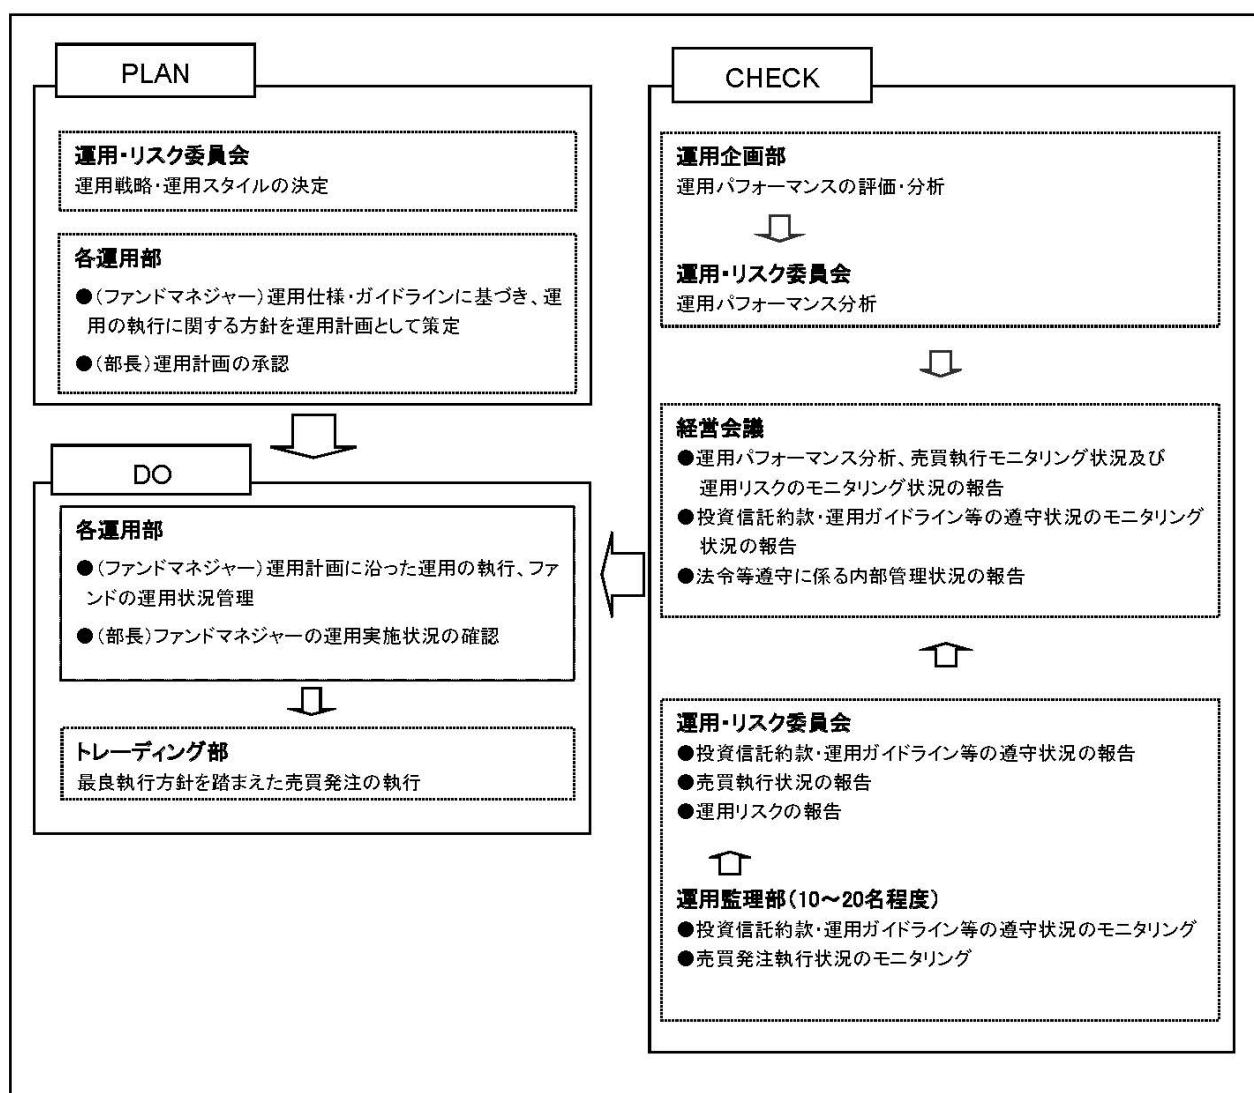 PLAN
運用・リスク委員会
運用戦略・運用スタイルの決定
各運用部
●(ファンドマネジャー)運用仕様・ガイドラインに基づき、運
用の執行に関する方針を運用計画として策定
●(部長)運用計画の承認
DO
各運用部
●(ファンドマネジャー)運用計画に沿った運用の執行、ファ
ンドの運用状況管理
●(部長)ファンドマネジャーの運用実施状況の確認
トレーディング部
最良執行方針を踏まえた売買発注の執行
CHECK
運用企画部
運用パフォーマンスの評価・分析
運用・リスク委員会
運用パフォーマンス分析
経営会議
●運用パフォーマンス分析、売買執行モニタリング状況及び
運用リスクのモニタリング状況の報告
●投資信託約款・運用ガイドライン等の遵守状況のモニタリング
状況の報告
●法令等遵守に係る内部管理状況の報告
運用・リスク委員会
●投資信託約款・運用ガイドライン等の遵守状況の報告
●売買執行状況の報告
●運用リスクの報告
運用監理部(10~20名程度)
●投資信託約款・運用ガイドライン等の遵守状況のモニタリング
●売買発注執行状況のモニタリング